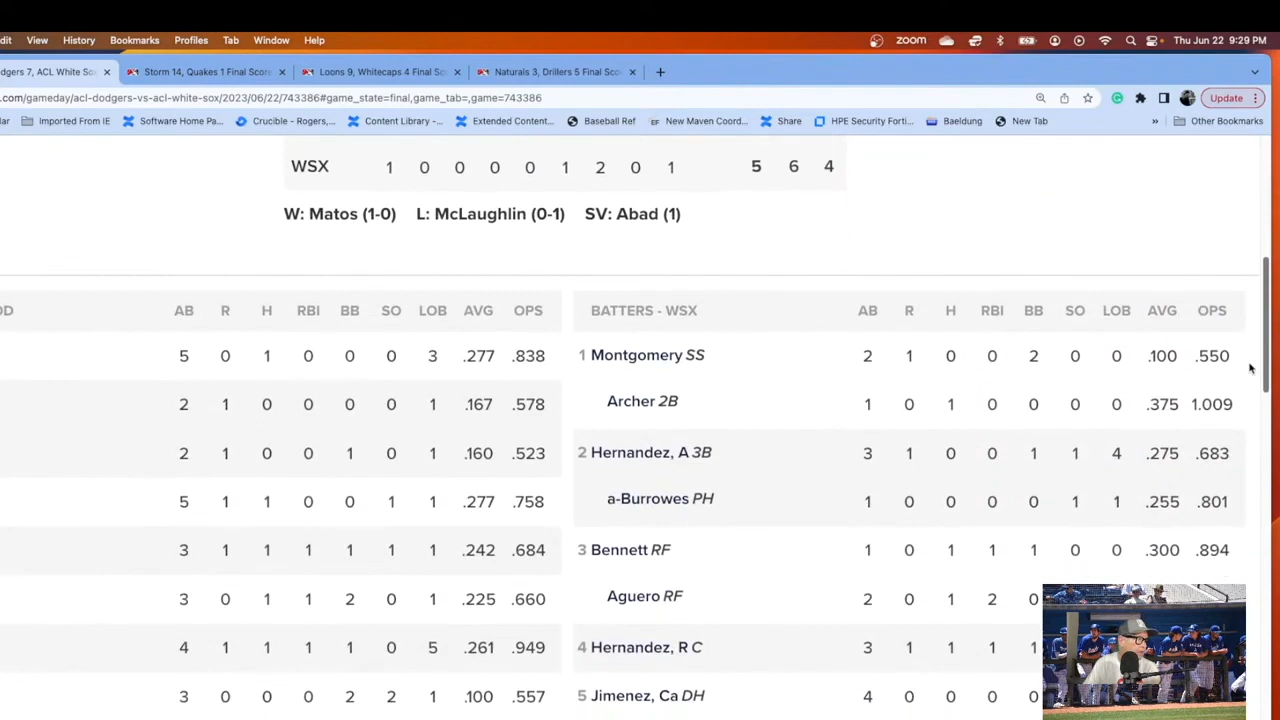 dit View History Bookmarks Profiles Tab Window Help zoom Thu Jun 22 9:29 PM
dgers 7, ACL White So Storm 14, Quakes 1 Final Score Loons 9, Whitecaps 4 Final Sc Naturals 3, Drillers 5 Final Sco
.com/gameday/acl-dodgers-vs-acl-white-sox/2023/06/22/743386#game_state=final,game_tab=,game=743386 Update
ar Imported From IE Software Home Pa... Crucible - Rogers,... Content Library -... Extended Content... Baseball Ref New Maven Coord... Share HPE Security Forti... Baeldung New Tab » Other Bookmarks
WSX 1 0 0 0 0 1 2 0 1 5 6 4
W: Matos (1-0) L: McLaughlin (0-1) SV: Abad (1)
OD AB R H RBI BB SO LOB AVG OPS BATTERS - WSX AB R H RBI BB SO LOB AVG OPS
5 0 1 0 0 0 3 .277 .838 1 Montgomery SS 2 1 0 0 2 0 0 .100 .550
2 1 0 0 0 0 1 .167 .578 Archer 2B 1 0 1 0 0 0 0 .375 1.009
2 1 0 0 1 0 1 .160 .523 2 Hernandez, A 3B 3 1 0 0 1 1 4 .275 .683
5 1 1 0 0 1 1 .277 .758 a-Burrowes PH 1 0 0 0 0 1 1 .255 .801
3 1 1 1 1 1 1 .242 .684 3 Bennett RF 1 0 1 1 1 0 0 .300 .894
3 0 1 1 2 0 1 .225 .660 Aguero RF 2 0 1 2 0
4 1 1 1 1 0 5 .261 .949 4 Hernandez, R C 3 1 1 1 1
3 0 0 0 2 2 1 .100 .557 5 Jimenez, Ca DH 4 0 0 0 0